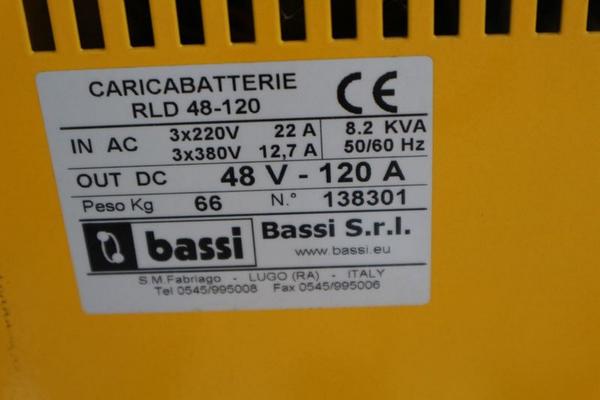 CARICABATTERIE
RLD 48-120
CE
IN AC 3x220V 22 A 8.2 KVA
3x380V 12,7 A 50/60 Hz
OUT DC 48 V - 120 A
Peso Kg 66 N.° 138301
bassi Bassi S.r.l.
www.bassi.eu
S.M.Fabriago - LUGO (RA) - ITALY
Tel 0545/995008 Fax 0545/995006